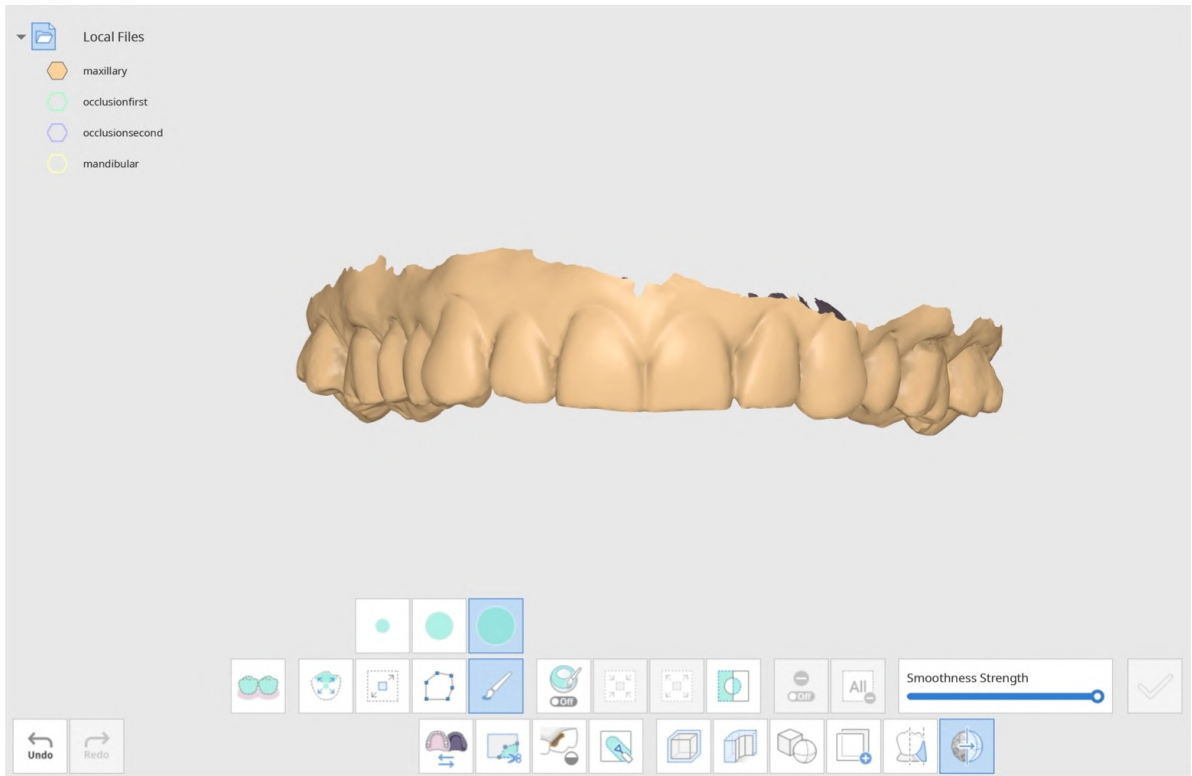 Local Files
maxillary
occlusionfirst
occlusionsecond
mandibular
Off
Off
All
Smoothness Strength
Undo
Redo